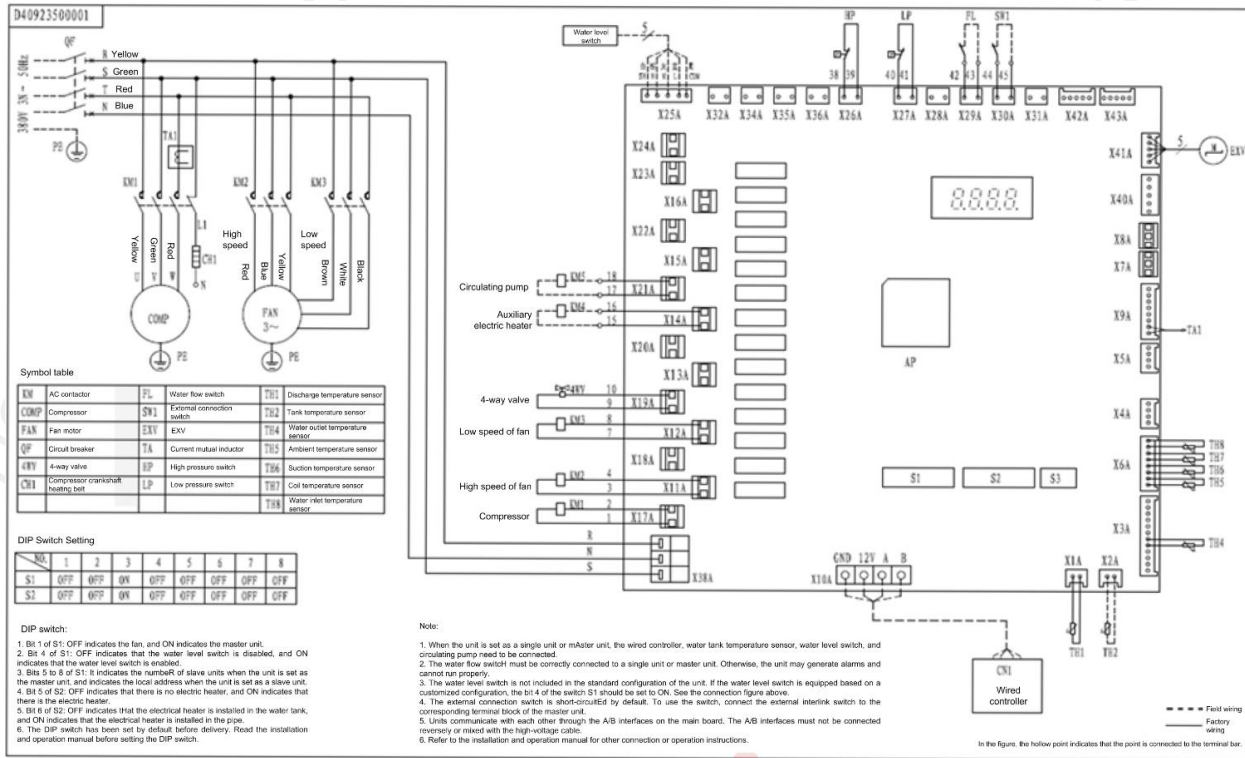 D40923500001
QF
R Yellow
S Green
T Red
N Blue
380V 3N~ 50Hz
PE
TA1
KM1
KM2
KM3
L1
CH1
N
Yellow
Green
Red
U
V
W
High speed
Low speed
Red
Blue
Yellow
Brown
White
Black
COMP
FAN
3~
PE
PE
Symbol table
KM AC contactor FL Water flow switch TH1 Discharge temperature sensor
COMP Compressor SW1 External connection switch TH2 Tank temperature sensor
FAN Fan motor EXV EXV TH4 Water outlet temperature sensor
QF Circuit breaker TA Current mutual inductor TH5 Ambient temperature sensor
4WY 4-way valve HP High pressure switch TH6 Suction temperature sensor
CH1 Compressor crankshaft heating belt LP Low pressure switch TH7 Coil temperature sensor
TH8 Water inlet temperature sensor
DIP Switch Setting
NO. 1 2 3 4 5 6 7 8
S1 OFF OFF ON OFF OFF OFF OFF OFF
S2 OFF OFF ON OFF OFF OFF OFF OFF
DIP switch:
1. Bit 1 of S1: OFF indicates the fan, and ON indicates the master unit.
2. Bit 4 of S1: OFF indicates that the water level switch is disabled, and ON
indicates that the water level switch is enabled.
3. Bits 5 to 8 of S1: It indicates the numbeR of slave units when the unit is set as
the master unit, and indicates the local address when the unit is set as a slave unit.
4. Bit 5 of S2: OFF indicates that there is no electric heater, and ON indicates that
there is the electric heater.
5. Bit 6 of S2: OFF indicates tHat the electrical heater is installed in the water tank,
and ON indicates that the electrical heater is installed in the pipe.
6. The DIP switch has been set by default before delivery. Read the installation
and operation manual before setting the DIP switch.
Water level
switch
5
HP
LP
FL
SW1
38 39
40 41
42 43
44 45
X25A X32A X34A X35A X36A X26A X27A X28A X29A X30A X31A X42A X43A
X24A
X23A
X16A
X22A
X15A
X21A
X14A
X20A
X13A
X19A
X12A
X18A
X11A
X17A
X38A
Circulating pump
KM5 18
17
Auxiliary
electric heater
KM4 16
15
4-way valve
4WV 10
9
Low speed of fan
KM3 8
7
High speed of fan
KM2 4
3
Compressor
KM1 2
1
R
N
S
8.8.8.8.
AP
S1
S2
S3
X41A
5
M
EXV
X40A
X8A
X7A
X9A
TA1
X5A
X4A
X6A
TH8
TH7
TH6
TH5
X3A
TH4
GND 12V A B
X10A
X1A
X2A
TH1
TH2
CN1
Wired
controller
Note:
1. When the unit is set as a single unit or mAster unit, the wired controller, water tank temperature sensor, water level switch, and
circulating pump need to be connected.
2. The water flow switcH must be correctly connected to a single unit or master unit. Otherwise, the unit may generate alarms and
cannot run properly.
3. The water level switch is not included in the standard configuration of the unit. If the water level switch is equipped based on a
customized configuration, the bit 4 of the switch S1 should be set to ON. See the connection figure above.
4. The external connection switch is short-circuitEd by default. To use the switch, connect the external interlink switch to the
corresponding terminal block of the master unit.
5. Units communicate with each other through the A/B interfaces on the main board. The A/B interfaces must not be connected
reversely or mixed with the high-voltage cable.
6. Refer to the installation and operation manual for other connection or operation instructions.
Field wiring
Factory
wiring
In the figure, the hollow point indicates that the point is connected to the terminal bar.